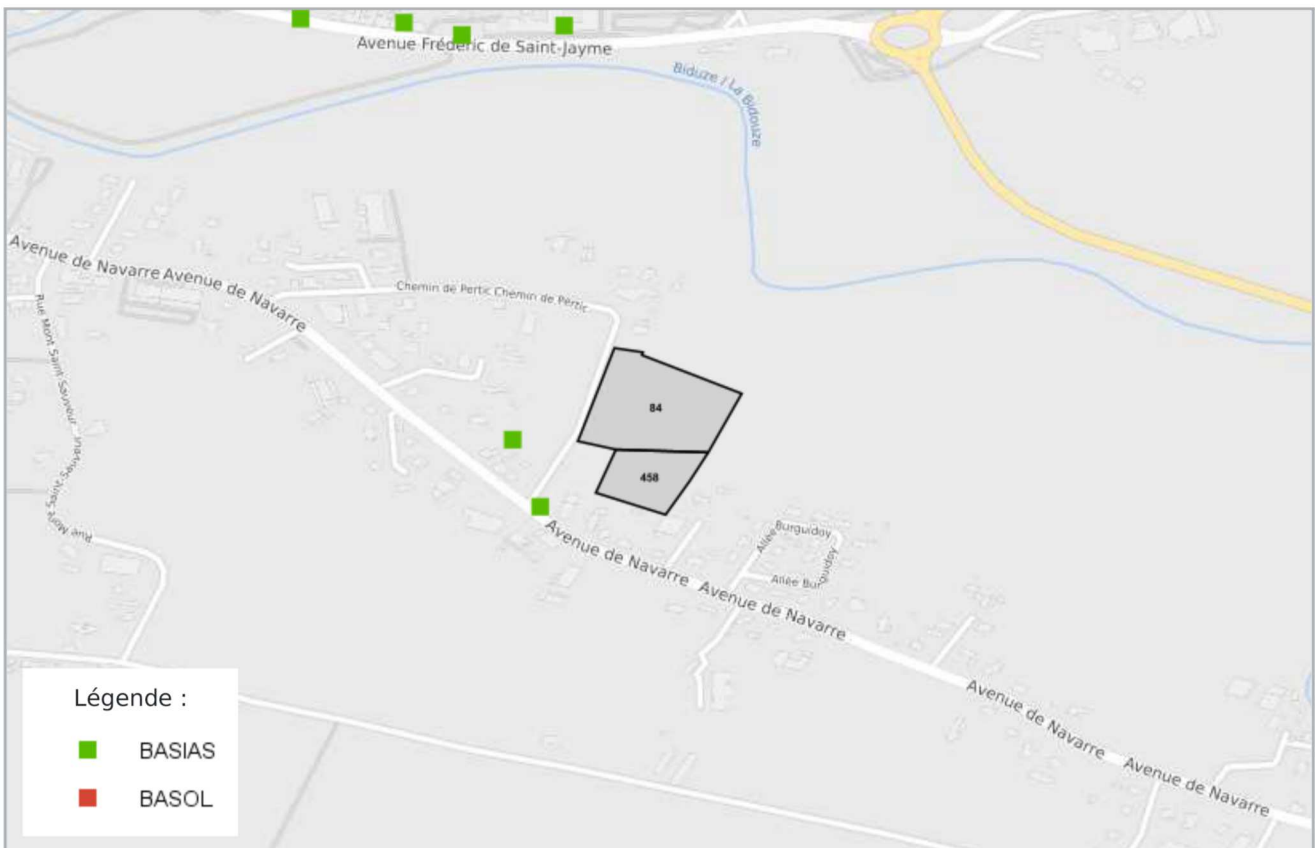 Avenue Frédéric de Saint-Jayme
Biduze / La Bidouze
Avenue de Navarre Avenue de Navarre
Chemin de Pertic Chemin de Pertic
Rue Mont Saint-Sauveur
84
458
Avenue de Navarre Avenue de Navarre
Allée Burguidoy
Allée Burguidoy
Avenue de Navarre Avenue de Navarre
Légende :
BASIAS
BASOL